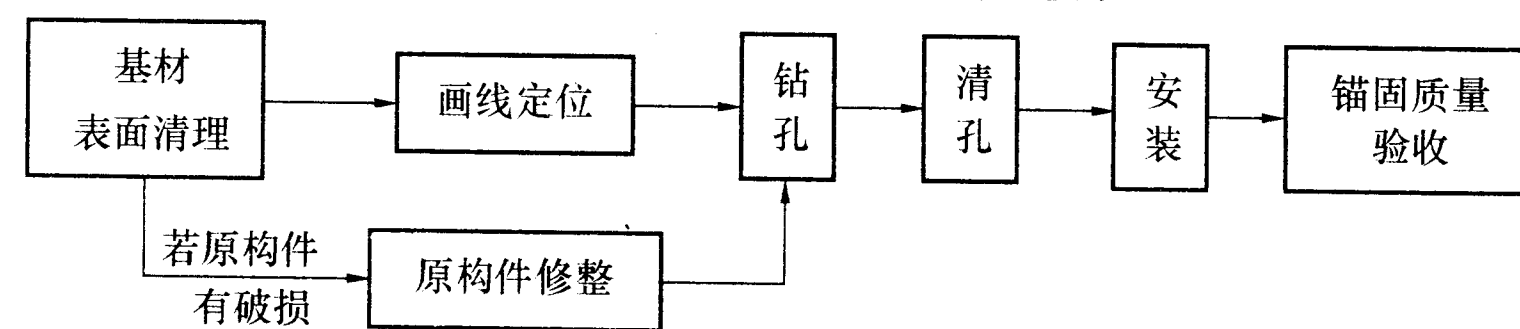 基材
表面清理
画线定位
钻
孔
清
孔
安
装
锚固质量
验收
若原构件
有破损
原构件修整